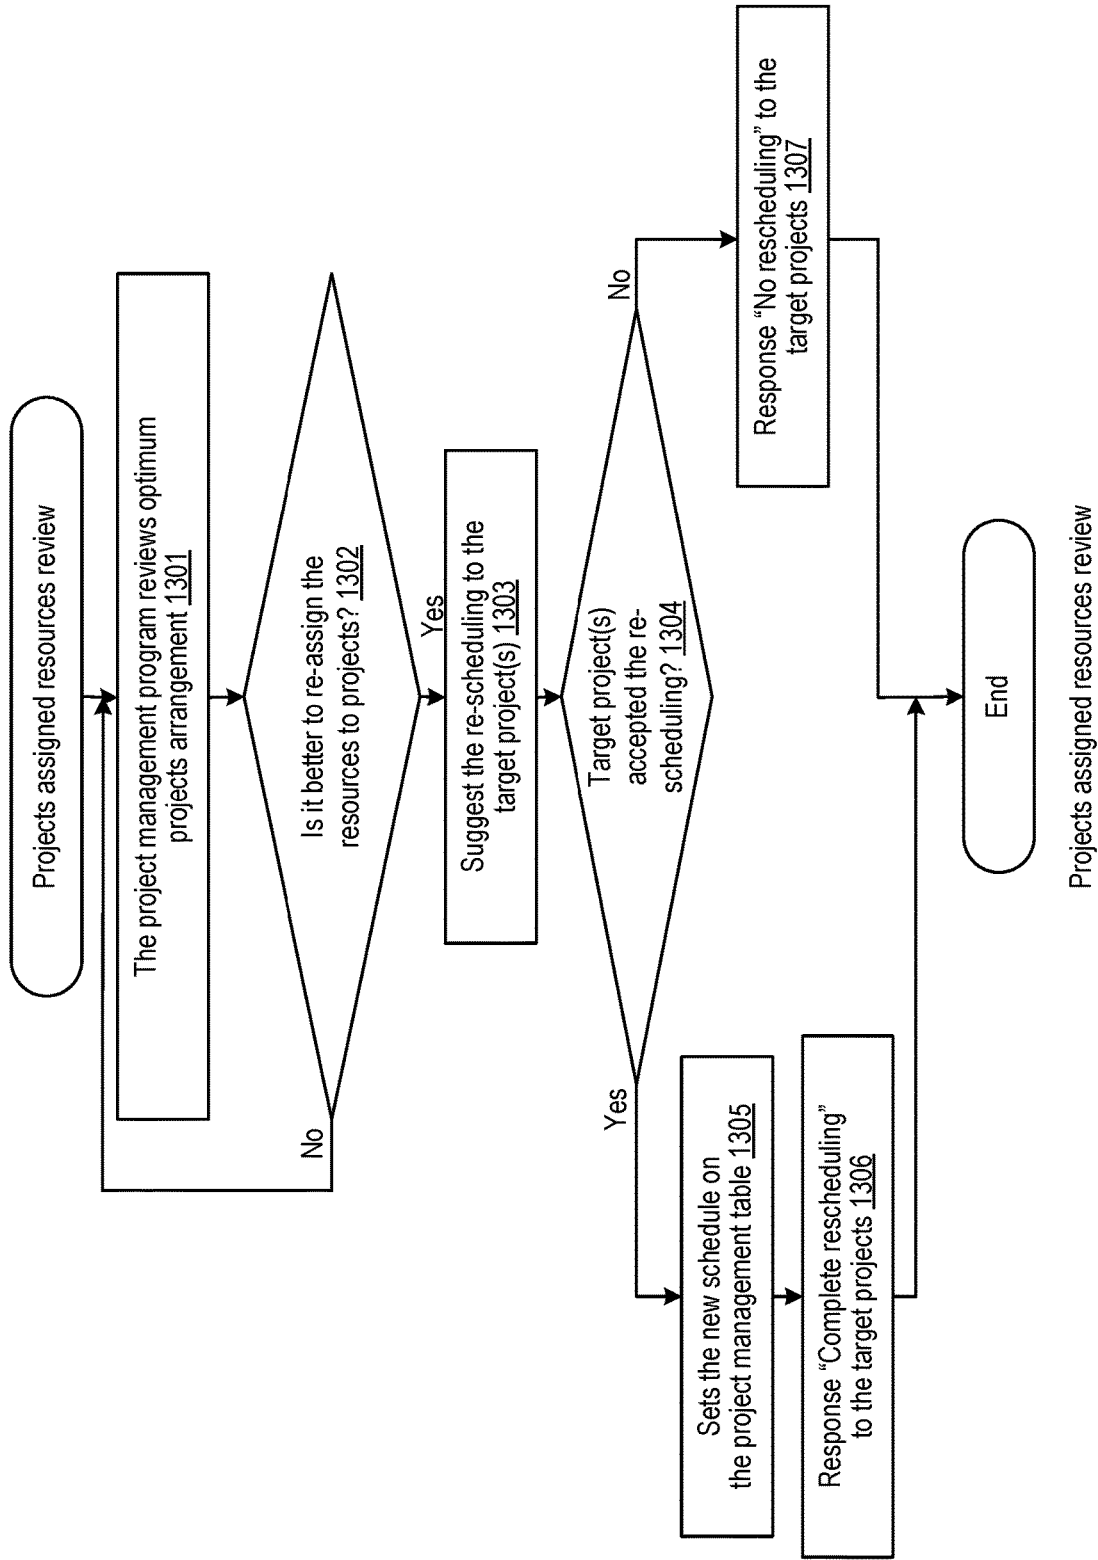 Projects assigned resources review
The project management program reviews optimum
projects arrangement 1301
Is it better to re-assign the
resources to projects? 1302
No
Yes
Suggest the re-scheduling to the
target project(s) 1303
Target project(s)
accepted the re-
scheduling? 1304
Yes
No
Sets the new schedule on
the project management table 1305
Response “Complete rescheduling”
to the target projects 1306
Response “No rescheduling” to the
target projects 1307
End
Projects assigned resources review